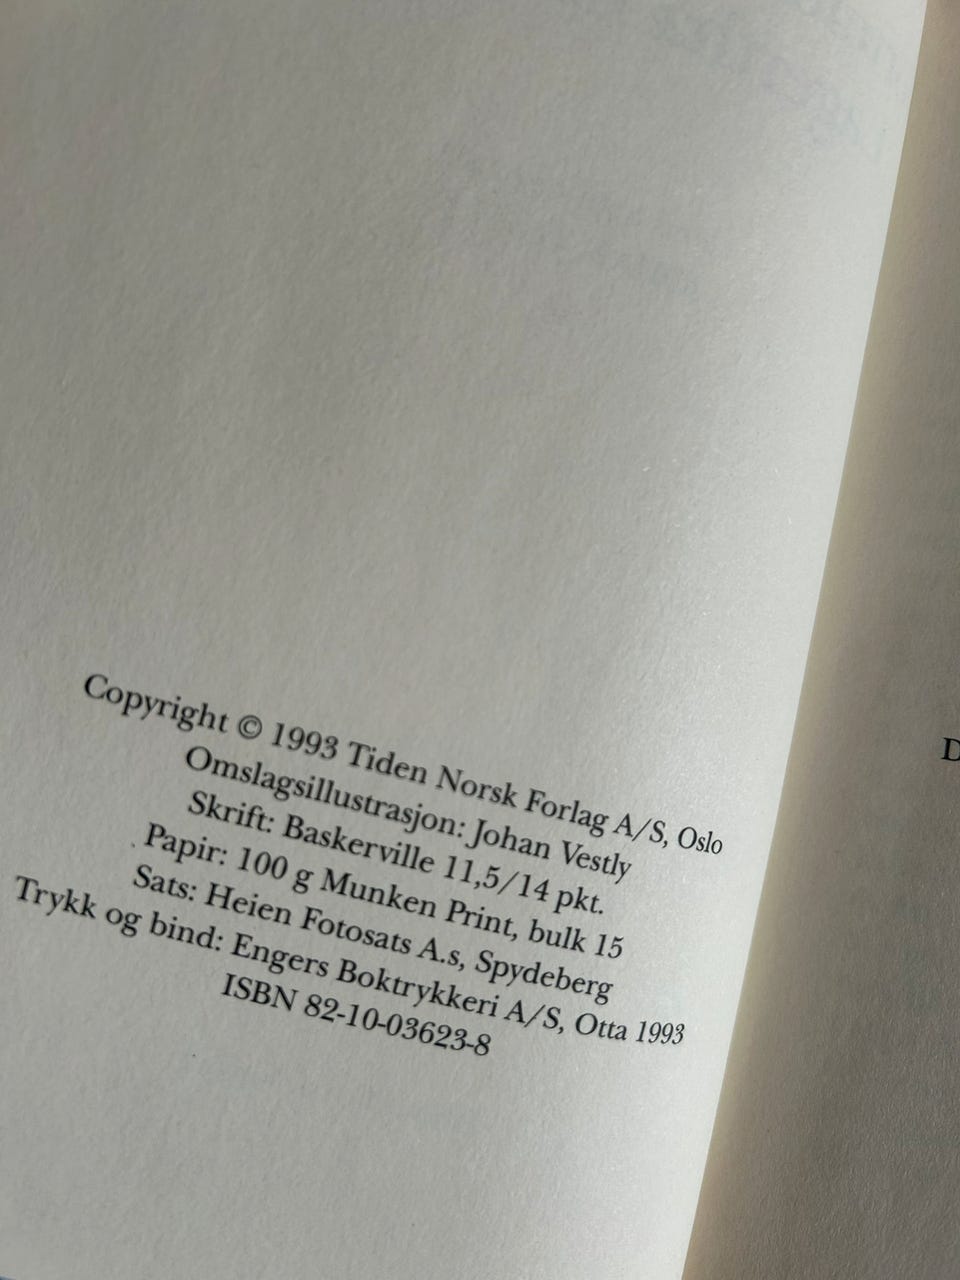 Copyright © 1993 Tiden Norsk Forlag A/S, Oslo
Omslagsillustrasjon: Johan Vestly
Skrift: Baskerville 11,5/14 pkt.
Papir: 100 g Munken Print, bulk 15
Sats: Heien Fotosats A.s, Spydeberg
Trykk og bind: Engers Boktrykkeri A/S, Otta 1993
ISBN 82-10-03623-8
D